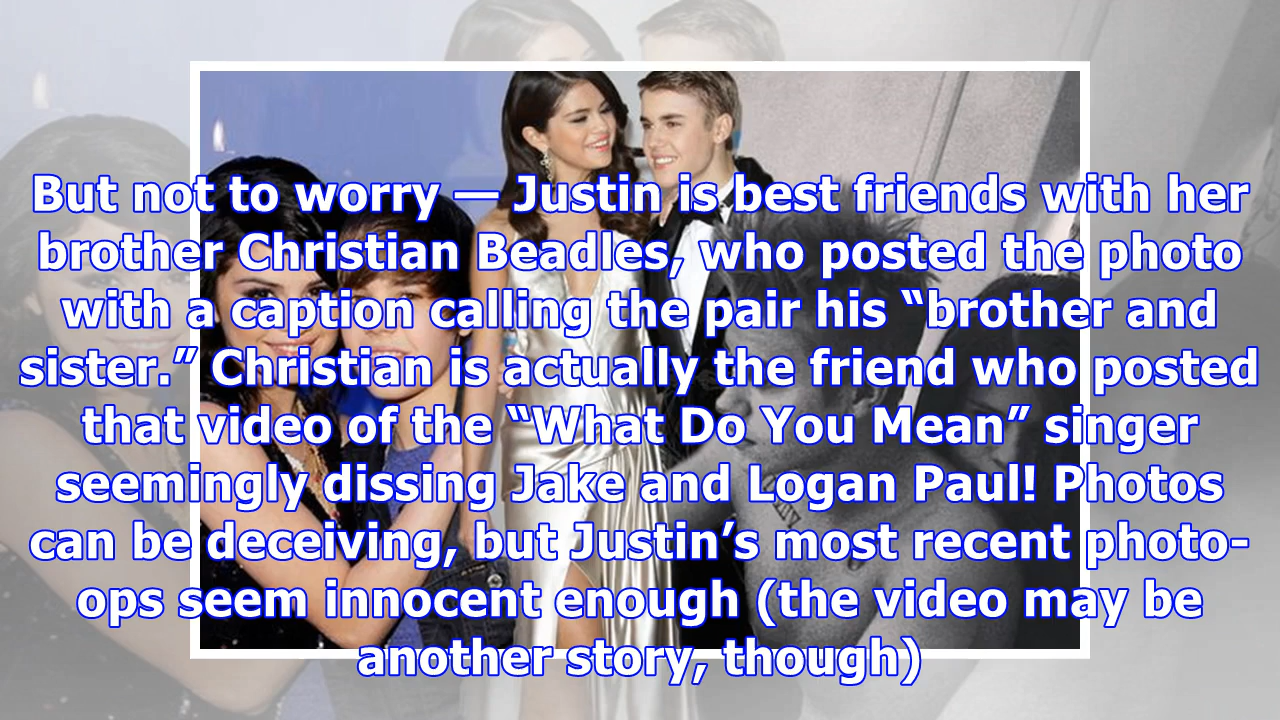 But not to worry — Justin is best friends with her
brother Christian Beadles, who posted the photo
with a caption calling the pair his “brother and
sister.” Christian is actually the friend who posted
that video of the “What Do You Mean” singer
seemingly dissing Jake and Logan Paul! Photos
can be deceiving, but Justin’s most recent photo-
ops seem innocent enough (the video may be
another story, though)